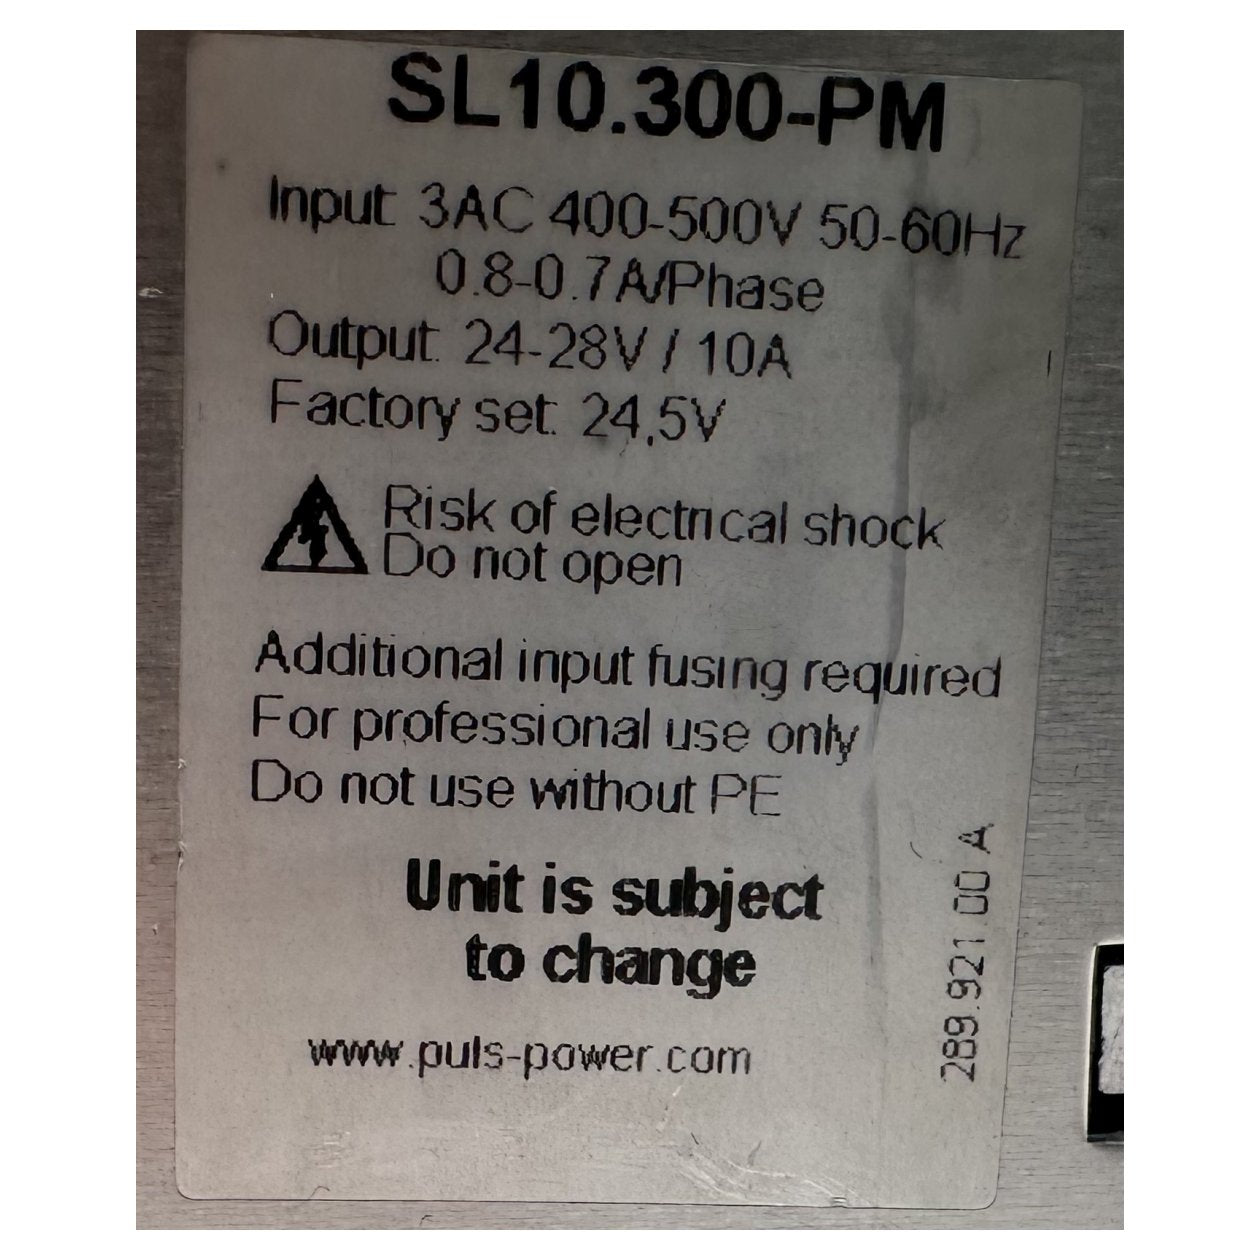 SL10.300-PM
Input: 3AC 400-500V 50-60Hz
0.8-0.7A/Phase
Output: 24-28V / 10A
Factory set: 24,5V
Risk of electrical shock
Do not open
Additional input fusing required
For professional use only
Do not use without PE
Unit is subject
to change
www.puls-power.com
289.921.00 A